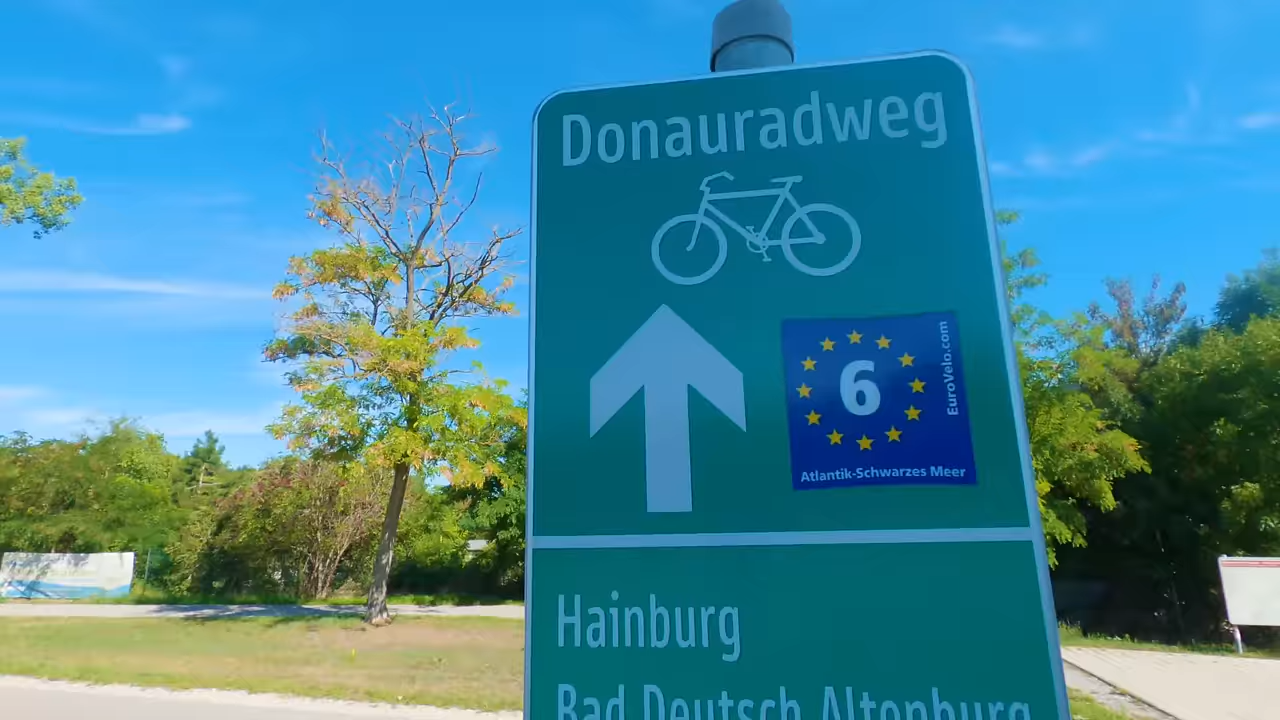 Donauradweg
6
EuroVelo.com
Atlantik-Schwarzes Meer
Hainburg
Bad Deutsch Altenburg